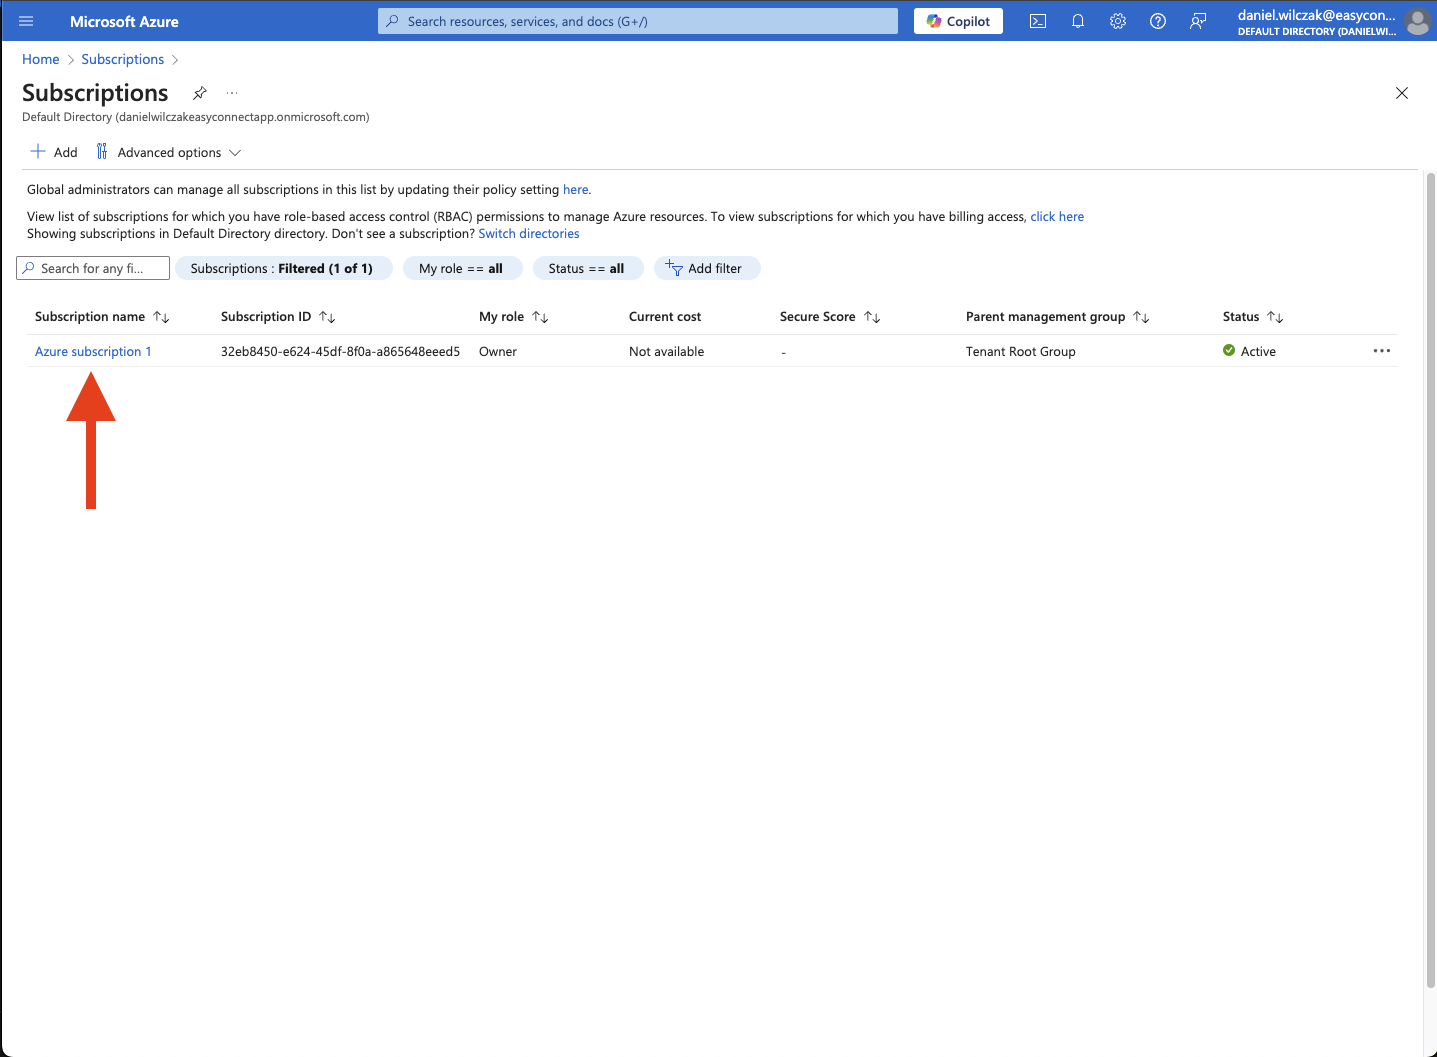 Microsoft Azure
Search resources, services, and docs (G+/)
Copilot
daniel.wilczak@easycon...
DEFAULT DIRECTORY (DANIELWI...
Home > Subscriptions >
Subscriptions
Default Directory (danielwilczakeasyconnectapp.onmicrosoft.com)
Add
Advanced options
Global administrators can manage all subscriptions in this list by updating their policy setting here.
View list of subscriptions for which you have role-based access control (RBAC) permissions to manage Azure resources. To view subscriptions for which you have billing access, click here
Showing subscriptions in Default Directory directory. Don't see a subscription? Switch directories
Search for any fi...
Subscriptions : Filtered (1 of 1)
My role == all
Status == all
Add filter
Subscription name Subscription ID My role Current cost Secure Score Parent management group Status
Azure subscription 1 32eb8450-e624-45df-8f0a-a865648eeed5 Owner Not available - Tenant Root Group Active